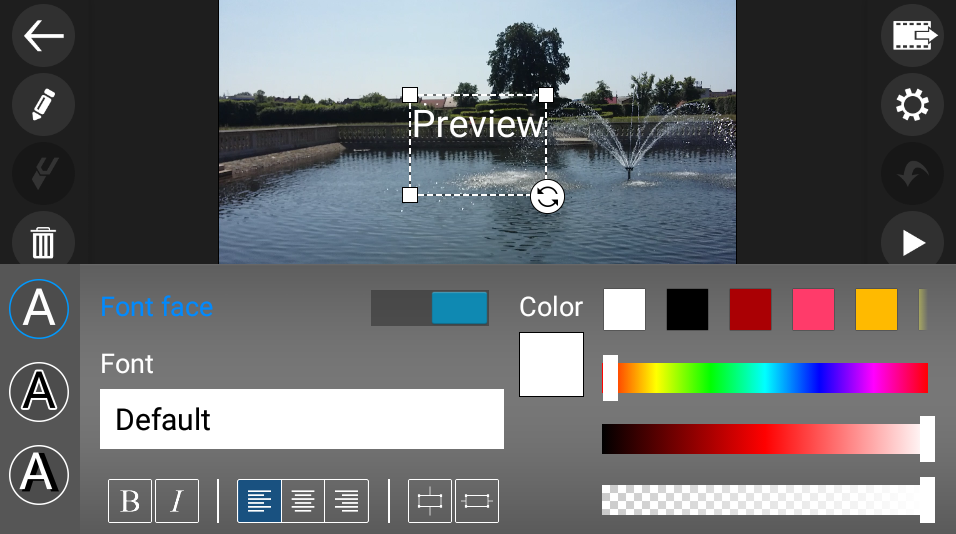 Preview
A
Font face
Color
Font
A
Default
A
B I